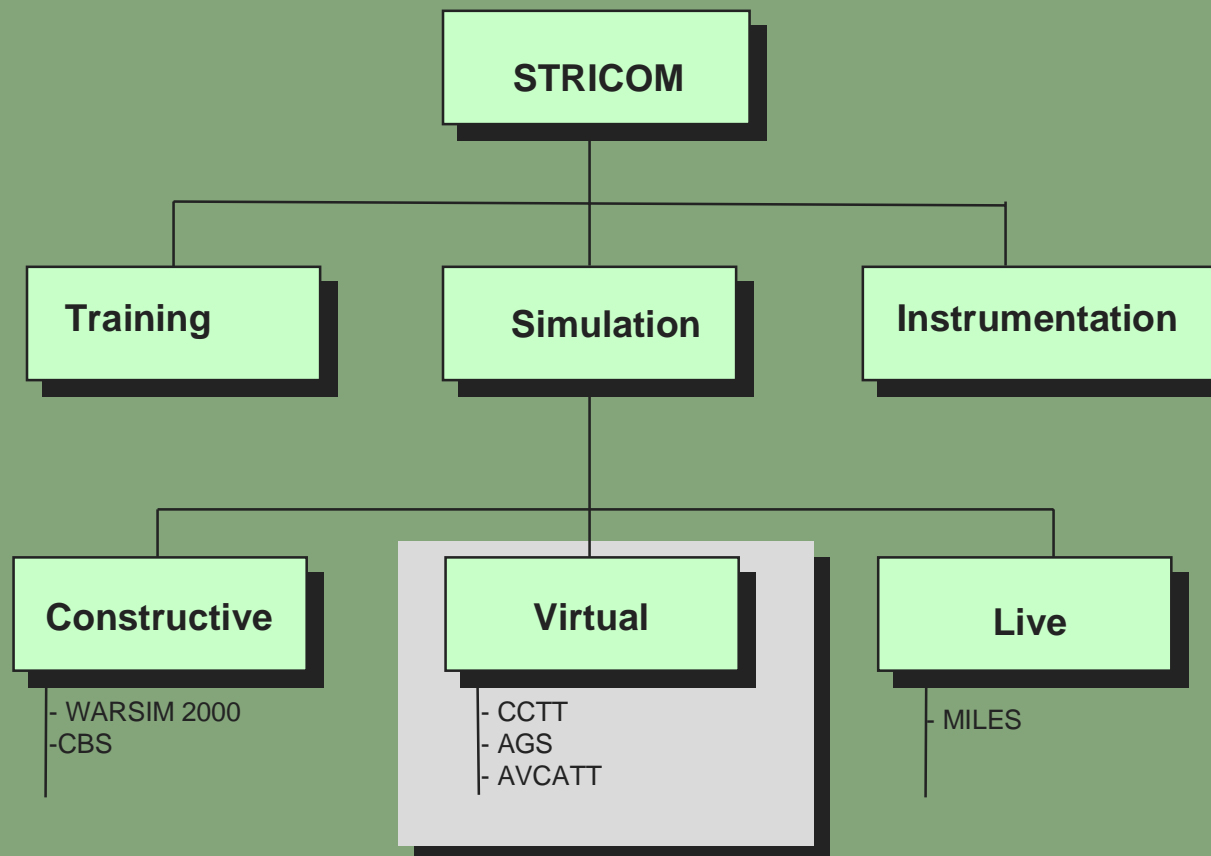 STRICOM
Training
Simulation
Instrumentation
Constructive
Virtual
Live
- WARSIM 2000
-CBS
- CCTT
- AGS
- AVCATT
- MILES